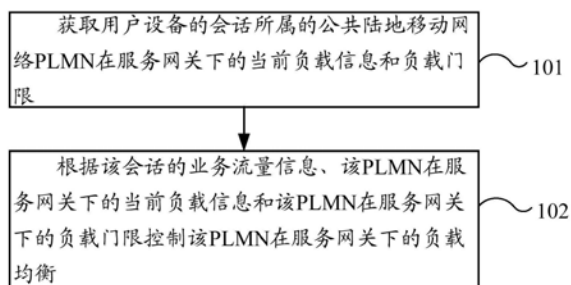 获取用户设备的会话所属的公共陆地移动网
络PLMN在服务网关下的当前负载信息和负载门
限
101
根据该会话的业务流量信息、该PLMN在服
务网关下的当前负载信息和该PLMN在服务网关
下的负载门限控制该PLMN在服务网关下的负载
均衡
102